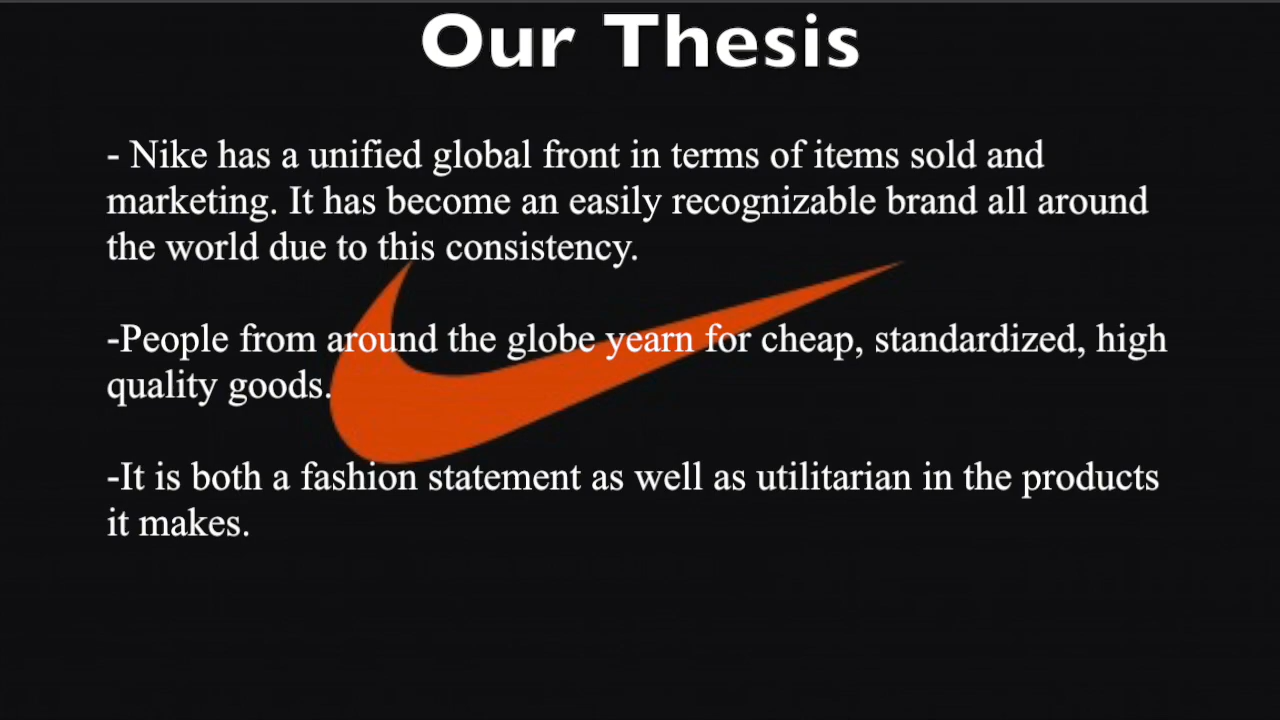 Our Thesis
- Nike has a unified global front in terms of items sold and
marketing. It has become an easily recognizable brand all around
the world due to this consistency.
-People from around the globe yearn for cheap, standardized, high
quality goods.
-It is both a fashion statement as well as utilitarian in the products
it makes.